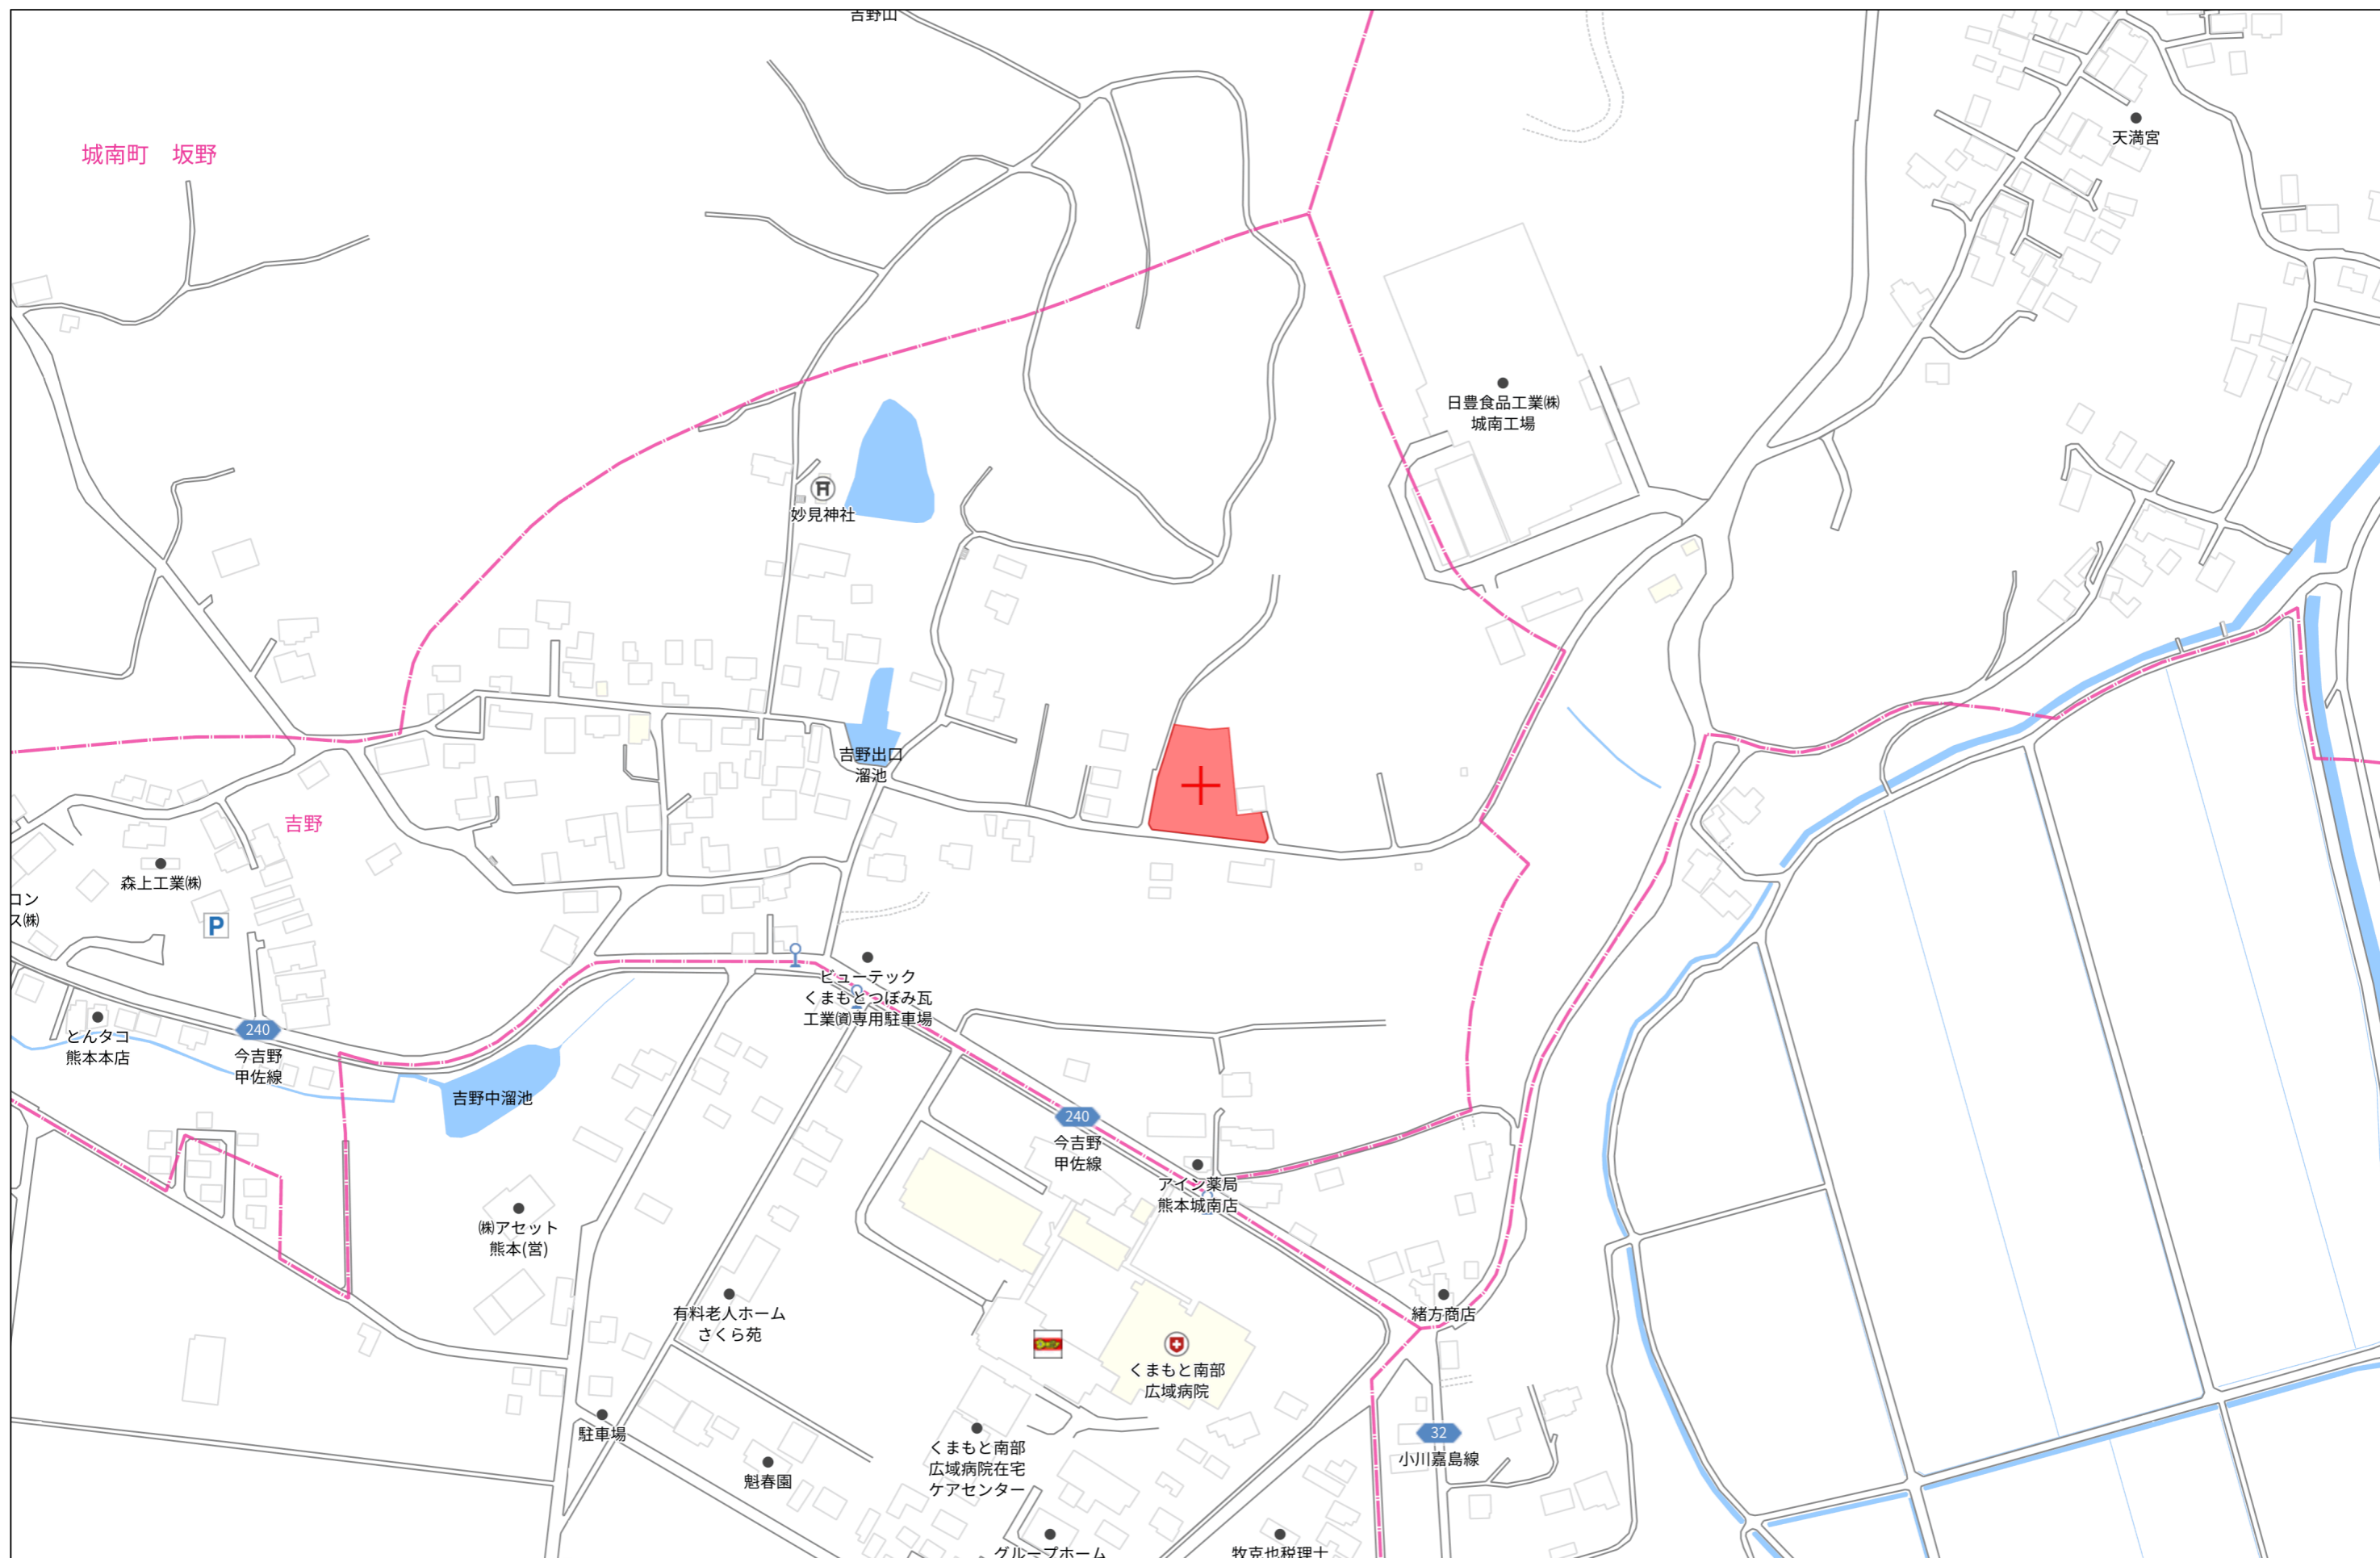 吉野山
天満宮
城南町　坂野
日豊食品工業㈱
城南工場
妙見神社
吉野出口
溜池
吉野
森上工業㈱
コン
ス㈱
P
ビューテック
くまもとつぼみ瓦
工業㈾専用駐車場
とんタコ
熊本本店
240
今吉野
甲佐線
吉野中溜池
240
今吉野
甲佐線
アイン薬局
熊本城南店
㈱アセット
熊本(営)
有料老人ホーム
さくら苑
緒方商店
くまもと南部
広域病院
駐車場
くまもと南部
広域病院在宅
ケアセンター
32
小川嘉島線
魁春園
グループホーム
牧克也税理士